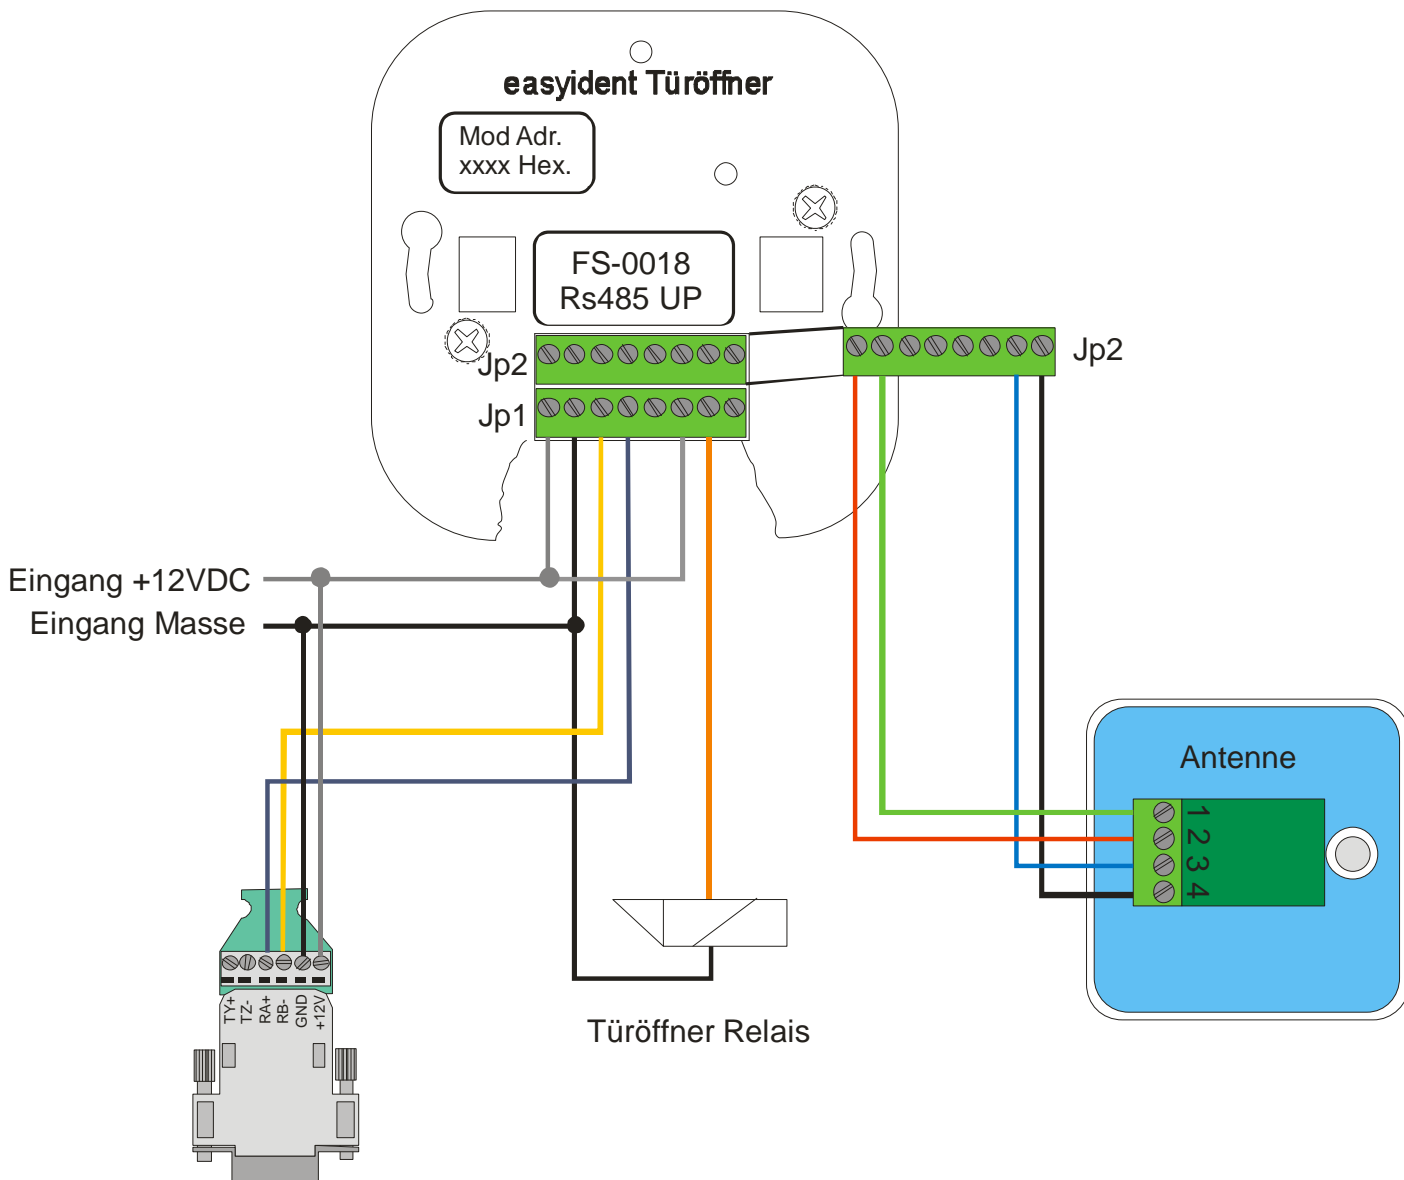 easyident Türöffner
Mod Adr.
xxxx Hex.
FS-0018
Rs485 UP
Jp2
Jp2
Jp1
Eingang +12VDC
Eingang Masse
Antenne
1
2
3
4
TY+
TZ-
RA+
RB-
GND
+12V
Türöffner Relais